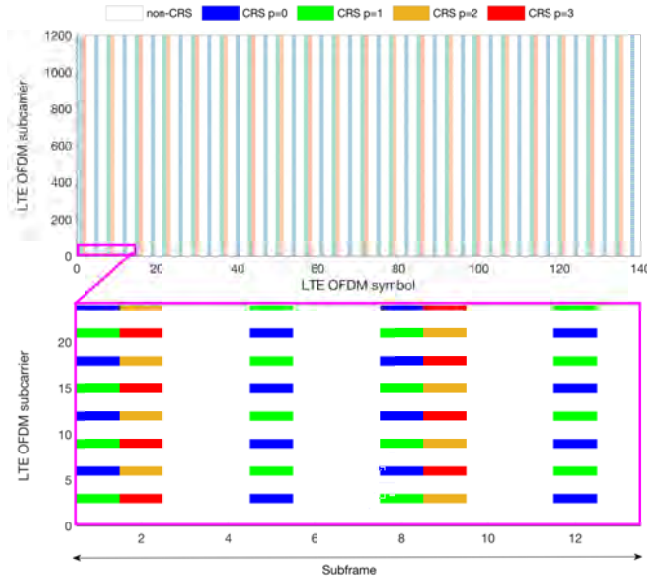 non-CRS CRS p=0 CRS p=1 CRS p=2 CRS p=3
1200
1000
800
600
400
200
0
LTE OFDM subcarrier
0 20 40 60 80 100 120 140
LTE OFDM symbol
20
15
10
5
0
LTE OFDM subcarrier
2 4 6 8 10 12
Subframe